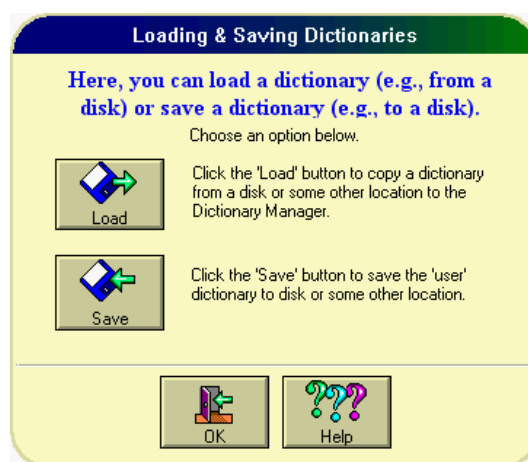 Loading & Saving Dictionaries
Here, you can load a dictionary (e.g., from a
disk) or save a dictionary (e.g., to a disk).
Choose an option below.
Click the 'Load' button to copy a dictionary
from a disk or some other location to the
Dictionary Manager.
Load
Click the 'Save' button to save the 'user'
dictionary to disk or some other location.
Save
OK
Help